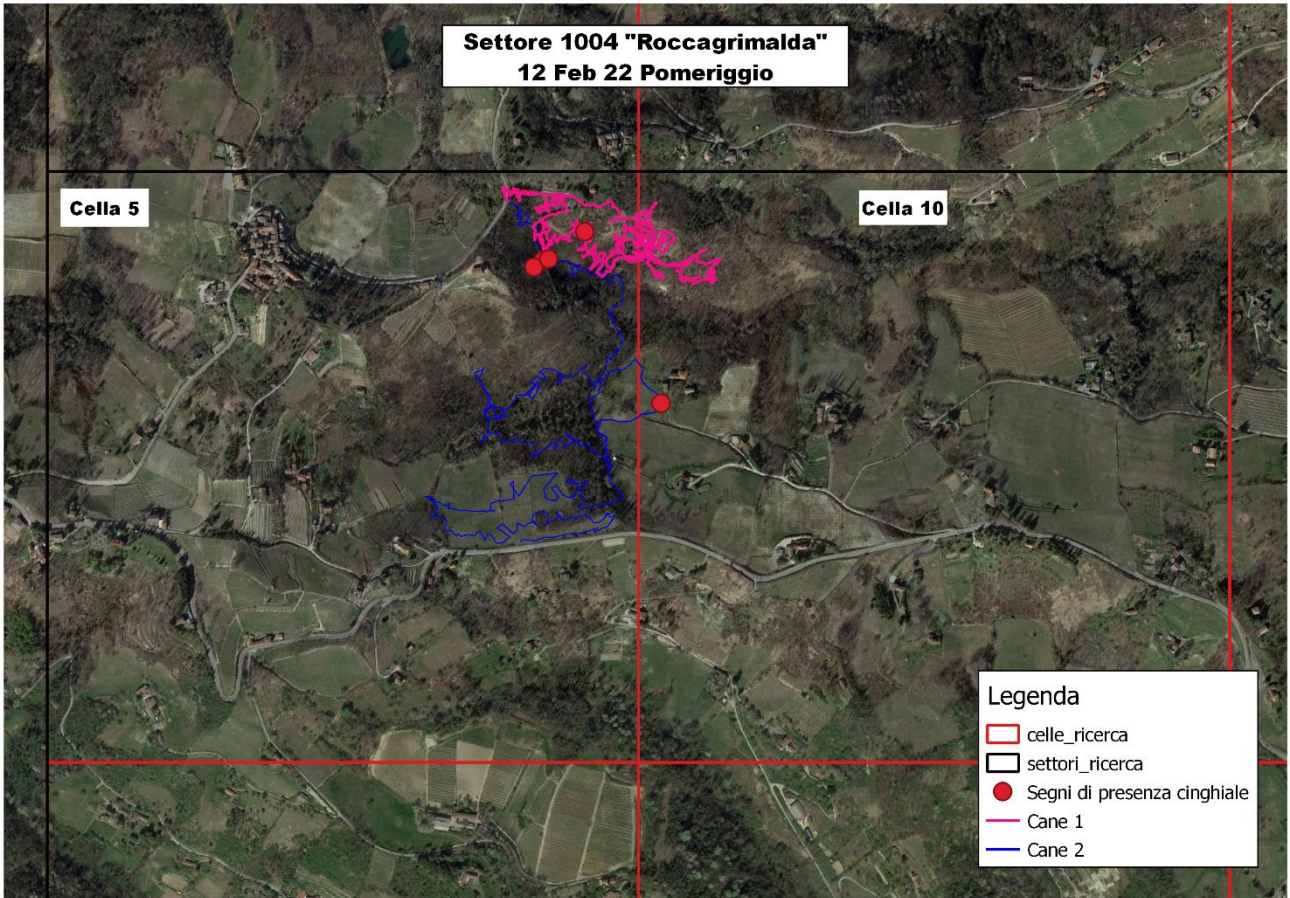 Settore 1004 "Roccagrimalda"
12 Feb 22 Pomeriggio
Cella 5
Cella 10
Legenda
celle_ricerca
settori_ricerca
Segni di presenza cinghiale
Cane 1
Cane 2